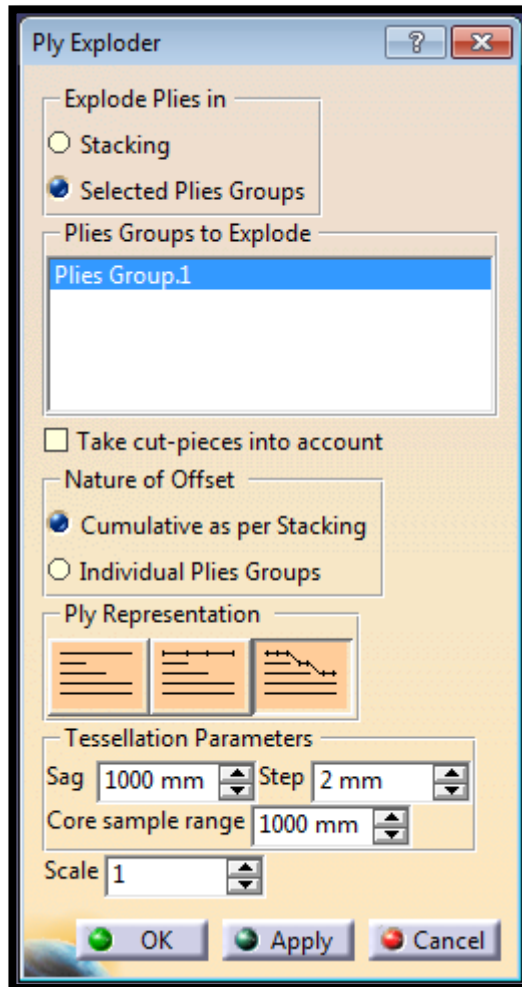 Ply Exploder
Explode Plies in
Stacking
Selected Plies Groups
Plies Groups to Explode
Plies Group.1
Take cut-pieces into account
Nature of Offset
Cumulative as per Stacking
Individual Plies Groups
Ply Representation
Tessellation Parameters
Sag 1000 mm Step 2 mm
Core sample range 1000 mm
Scale 1
OK Apply Cancel